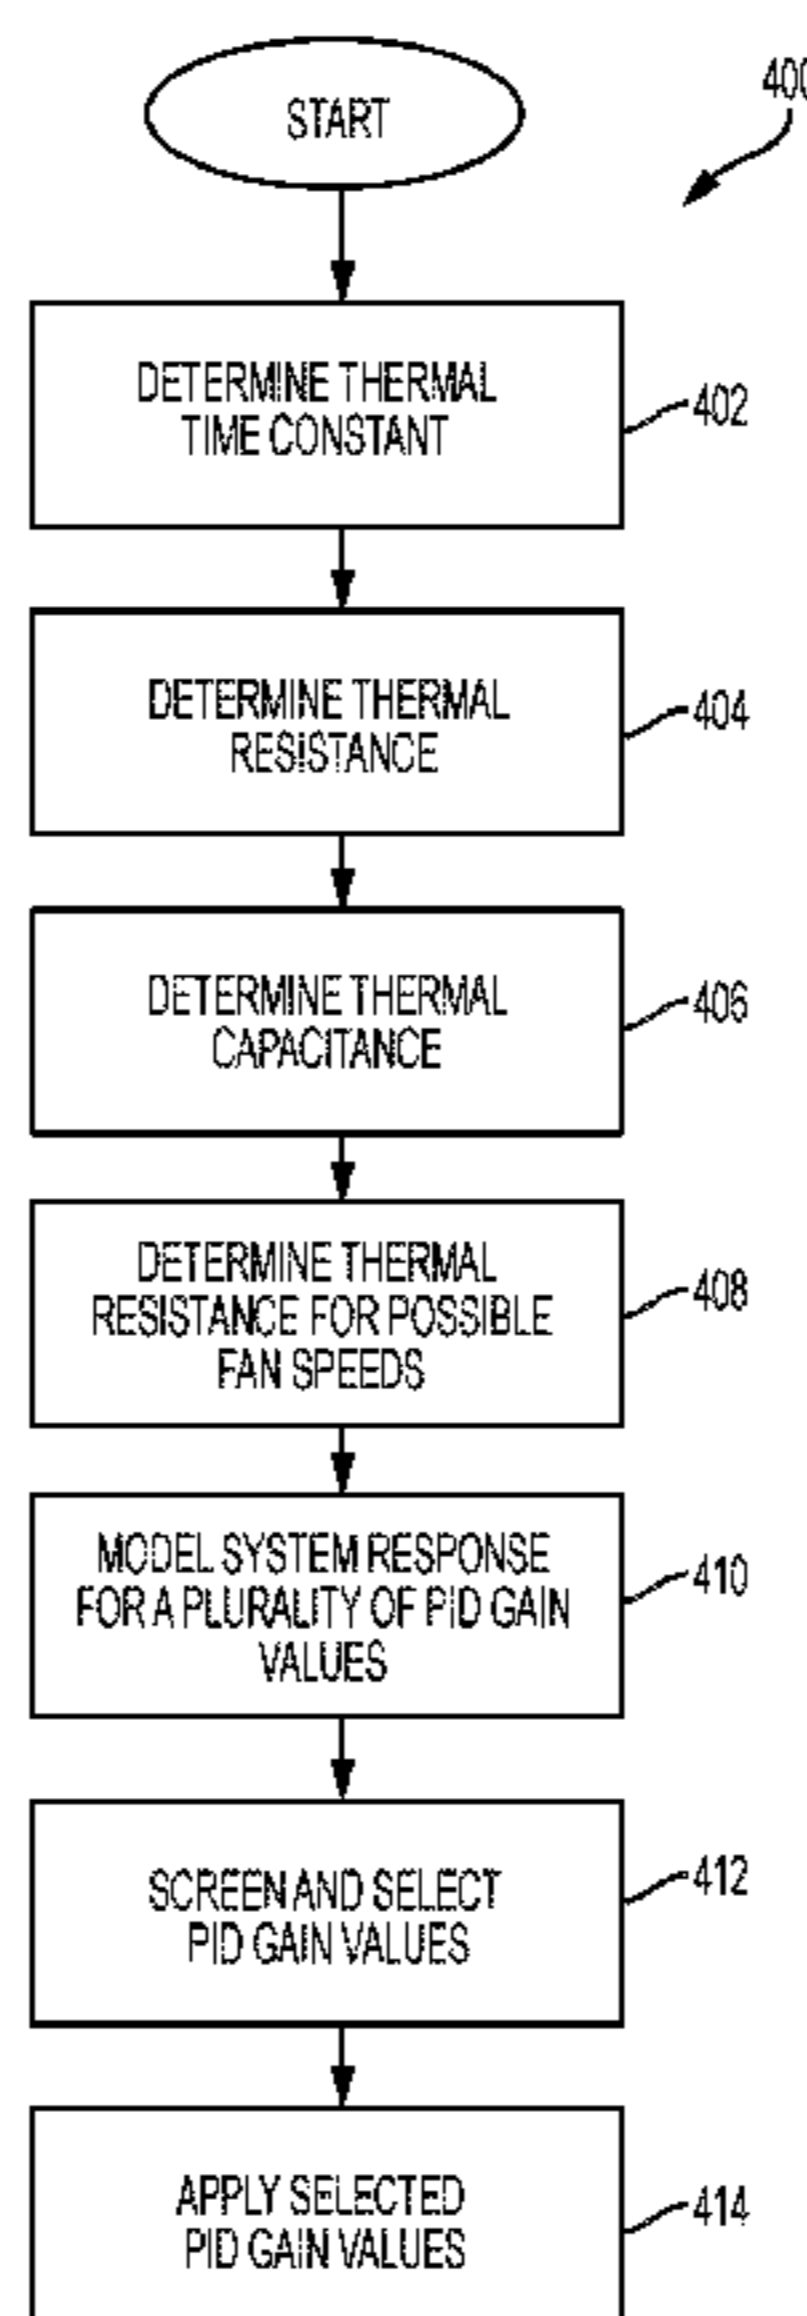 START
400
DETERMINE THERMAL
TIME CONSTANT
402
DETERMINE THERMAL
RESISTANCE
404
DETERMINE THERMAL
CAPACITANCE
406
DETERMINE THERMAL
RESISTANCE FOR POSSIBLE
FAN SPEEDS
408
MODEL SYSTEM RESPONSE
FOR A PLURALITY OF PID GAIN
VALUES
410
SCREEN AND SELECT
PID GAIN VALUES
412
APPLY SELECTED
PID GAIN VALUES
414